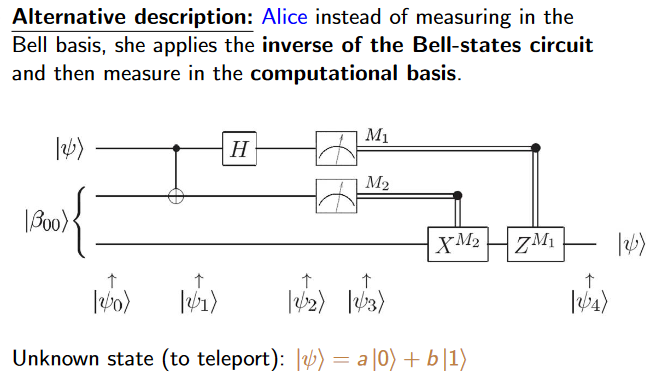 Alternative description: Alice instead of measuring in the
Bell basis, she applies the inverse of the Bell-states circuit
and then measure in the computational basis.
|ψ⟩ H M₁
M₂
|β₀₀⟩
X^{M₂} Z^{M₁} |ψ⟩
↑ ↑ ↑ ↑ ↑
|ψ₀⟩ |ψ₁⟩ |ψ₂⟩ |ψ₃⟩ |ψ₄⟩
Unknown state (to teleport): |ψ⟩ = a|0⟩ + b|1⟩